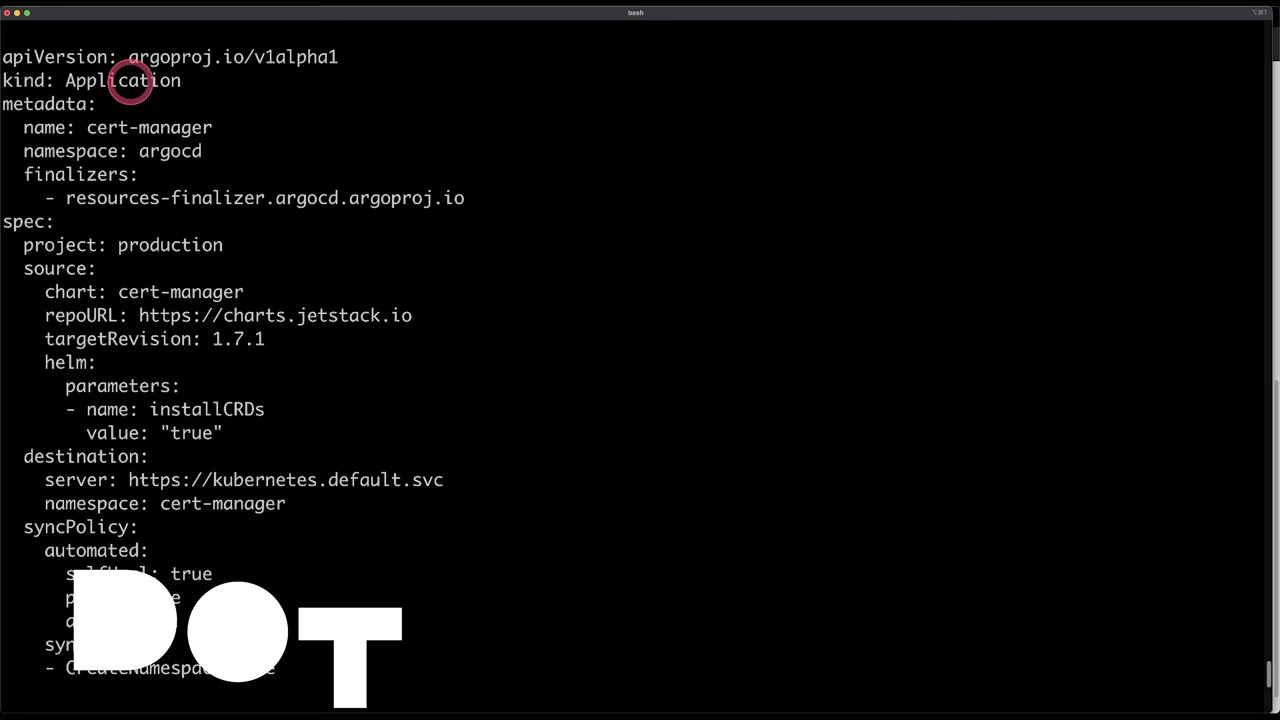 bash
apiVersion: argoproj.io/v1alpha1
kind: Application
metadata:
  name: cert-manager
  namespace: argocd
  finalizers:
    - resources-finalizer.argocd.argoproj.io
spec:
  project: production
  source:
    chart: cert-manager
    repoURL: https://charts.jetstack.io
    targetRevision: 1.7.1
    helm:
      parameters:
      - name: installCRDs
        value: "true"
  destination:
    server: https://kubernetes.default.svc
    namespace: cert-manager
  syncPolicy:
    automated:
      true
    -
DOT